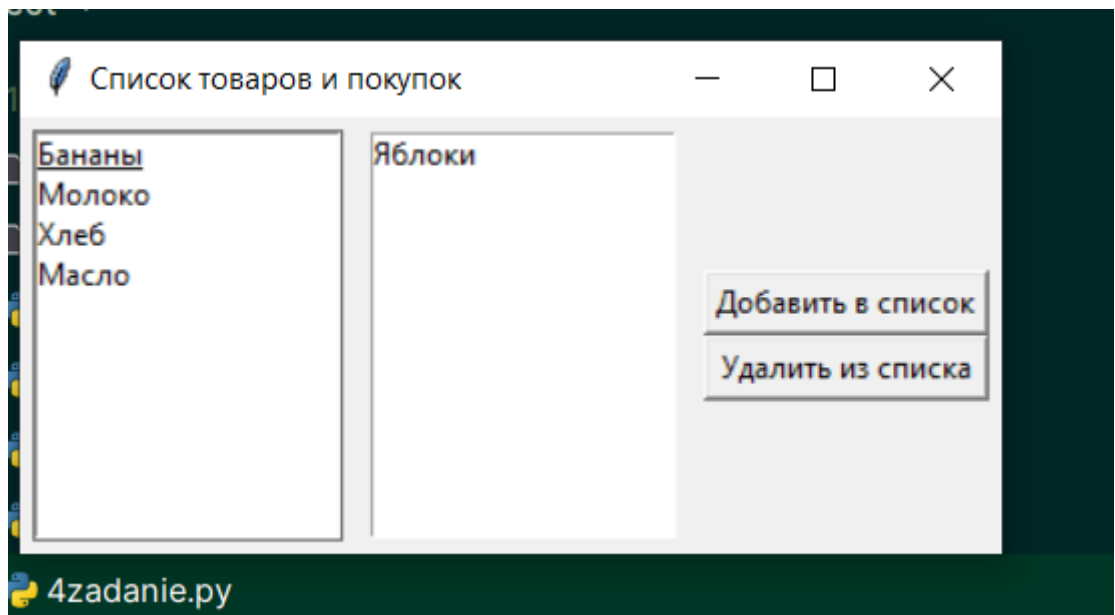 Список товаров и покупок
Бананы
Молоко
Хлеб
Масло
Яблоки
Добавить в список
Удалить из списка
4zadanie.py